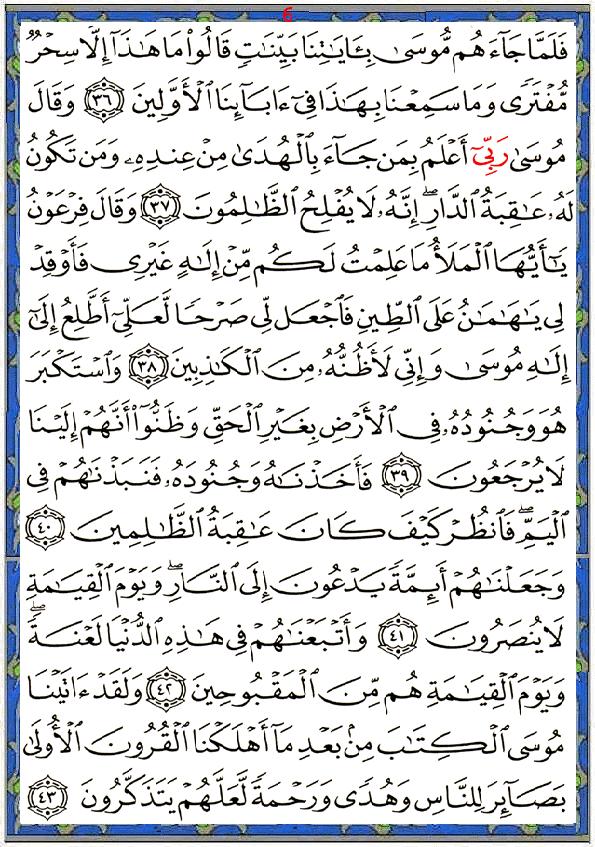 6
فَلَمَّا جَآءَهُم مُّوسَىٰ بِـَٔايَٰتِنَا بَيِّنَٰتٍ قَالُوا۟ مَا هَٰذَآ إِلَّا سِحْرٌ
مُّفْتَرًى وَمَا سَمِعْنَا بِهَٰذَا فِىٓ ءَابَآئِنَا ٱلْأَوَّلِينَ ٣٦ وَقَالَ
مُوسَىٰ رَبِّىٓ أَعْلَمُ بِمَن جَآءَ بِٱلْهُدَىٰ مِنْ عِندِهِۦ وَمَن تَكُونُ
لَهُۥ عَٰقِبَةُ ٱلدَّارِ ۖ إِنَّهُۥ لَا يُفْلِحُ ٱلظَّٰلِمُونَ ٣٧ وَقَالَ فِرْعَوْنُ
يَٰٓأَيُّهَا ٱلْمَلَأُ مَا عَلِمْتُ لَكُم مِّنْ إِلَٰهٍ غَيْرِى فَأَوْقِدْ
لِى يَٰهَٰمَٰنُ عَلَى ٱلطِّينِ فَٱجْعَل لِّى صَرْحًا لَّعَلِّىٓ أَطَّلِعُ إِلَىٰٓ
إِلَٰهِ مُوسَىٰ وَإِنِّى لَأَظُنُّهُۥ مِنَ ٱلْكَٰذِبِينَ ٣٨ وَٱسْتَكْبَرَ
هُوَ وَجُنُودُهُۥ فِى ٱلْأَرْضِ بِغَيْرِ ٱلْحَقِّ وَظَنُّوٓا۟ أَنَّهُمْ إِلَيْنَا
لَا يُرْجَعُونَ ٣٩ فَأَخَذْنَٰهُ وَجُنُودَهُۥ فَنَبَذْنَٰهُمْ فِى
ٱلْيَمِّ ۖ فَٱنظُرْ كَيْفَ كَانَ عَٰقِبَةُ ٱلظَّٰلِمِينَ ٤٠
وَجَعَلْنَٰهُمْ أَئِمَّةً يَدْعُونَ إِلَى ٱلنَّارِ ۖ وَيَوْمَ ٱلْقِيَٰمَةِ
لَا يُنصَرُونَ ٤١ وَأَتْبَعْنَٰهُمْ فِى هَٰذِهِ ٱلدُّنْيَا لَعْنَةً ۖ
وَيَوْمَ ٱلْقِيَٰمَةِ هُم مِّنَ ٱلْمَقْبُوحِينَ ٤٢ وَلَقَدْ ءَاتَيْنَا
مُوسَى ٱلْكِتَٰبَ مِنۢ بَعْدِ مَآ أَهْلَكْنَا ٱلْقُرُونَ ٱلْأُولَىٰ
بَصَآئِرَ لِلنَّاسِ وَهُدًى وَرَحْمَةً لَّعَلَّهُمْ يَتَذَكَّرُونَ ٤٣